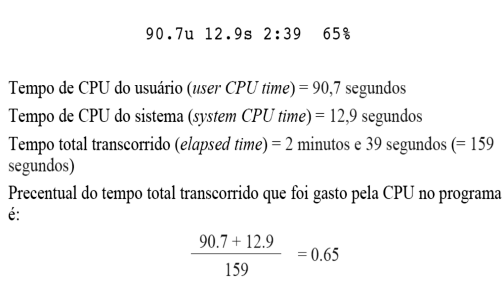 90.7u 12.9s 2:39 65%
Tempo de CPU do usuário (user CPU time) = 90,7 segundos
Tempo de CPU do sistema (system CPU time) = 12,9 segundos
Tempo total transcorrido (elapsed time) = 2 minutos e 39 segundos (= 159
segundos)
Precentual do tempo total transcorrido que foi gasto pela CPU no programa
é:
90.7 + 12.9
= 0.65
159